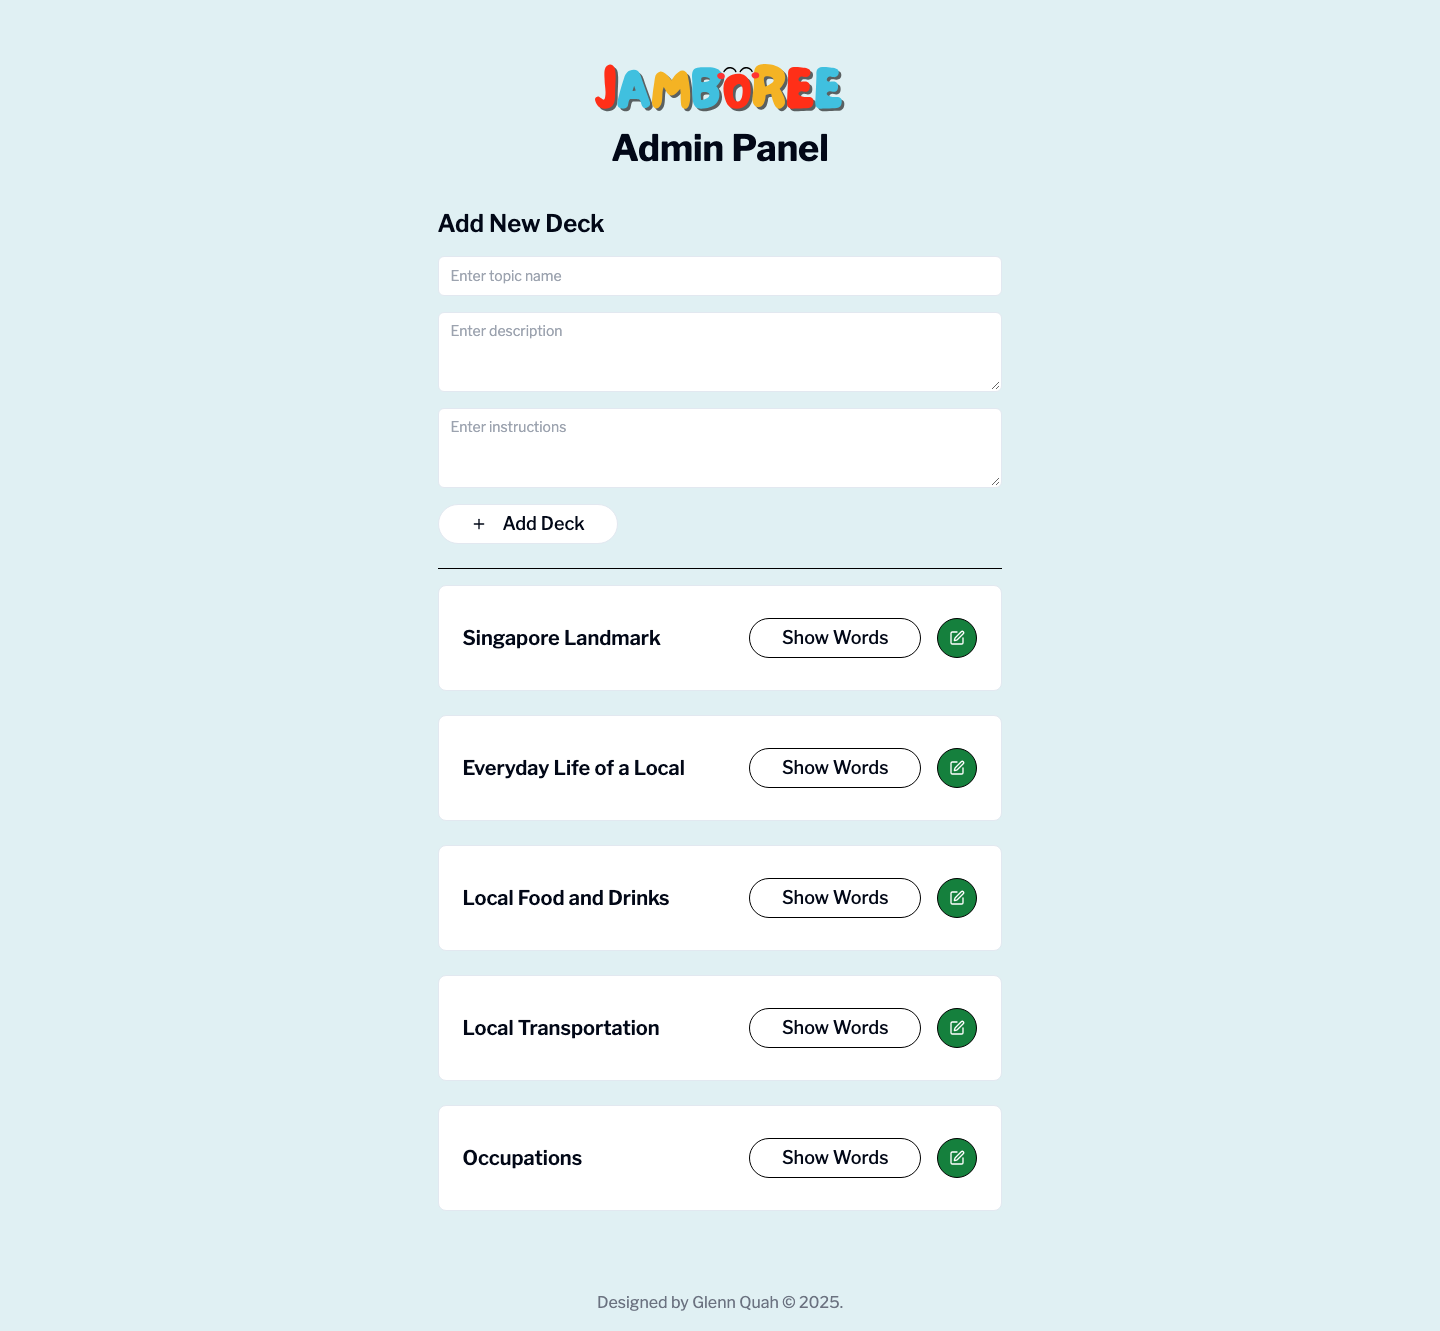 JAMBOREE
Admin Panel
Add New Deck
Enter topic name
Enter description
Enter instructions
+ Add Deck
Singapore Landmark Show Words
Everyday Life of a Local Show Words
Local Food and Drinks Show Words
Local Transportation Show Words
Occupations Show Words
Designed by Glenn Quah © 2025.